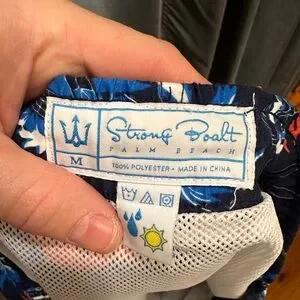 Strong Boalt
PALM BEACH
M
100% POLYESTER • MADE IN CHINA